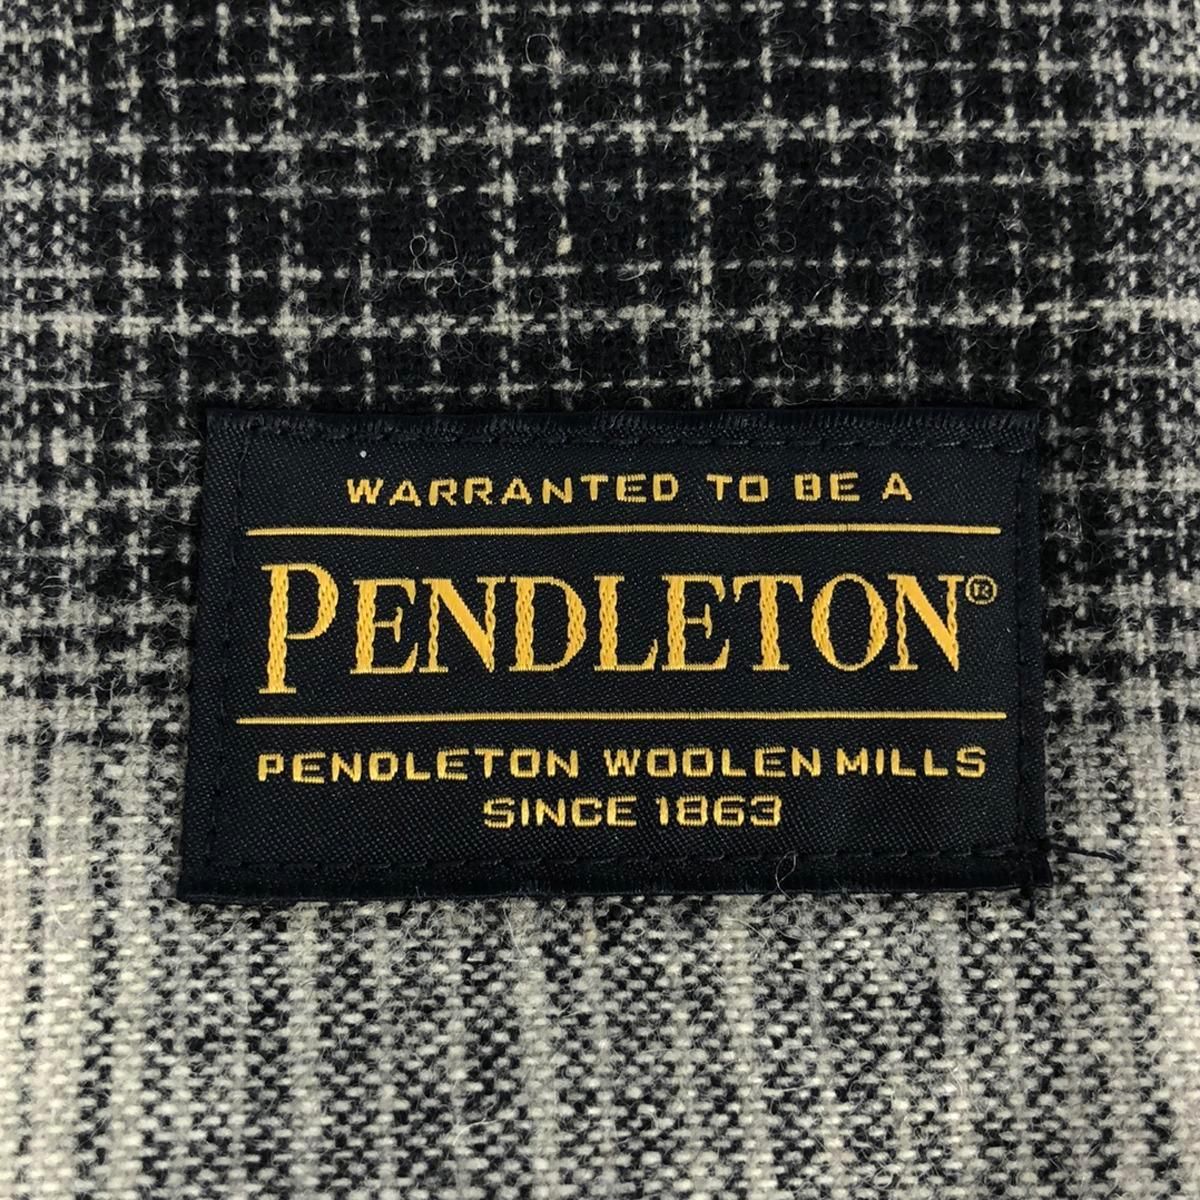 WARRANTED TO BE A
PENDLETON®
PENDLETON WOOLEN MILLS
SINCE 1863